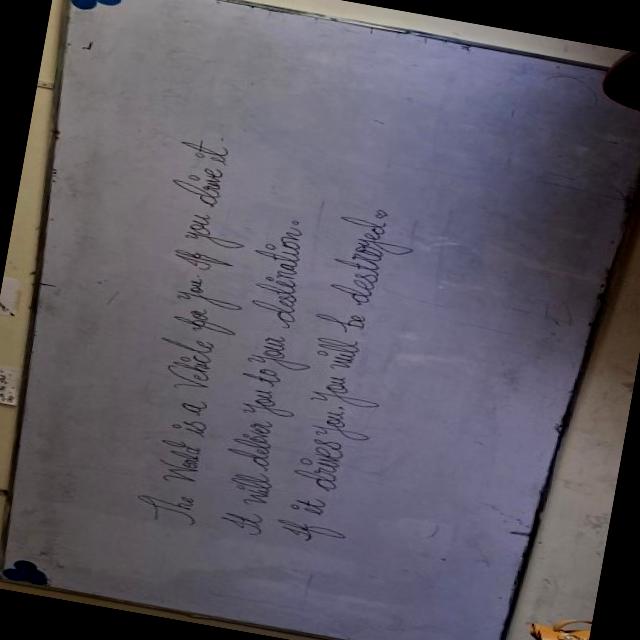 The World is a Vehicle for you If you drive it
It will deliver you to your destination.
If it drives you, you will be destroyed.